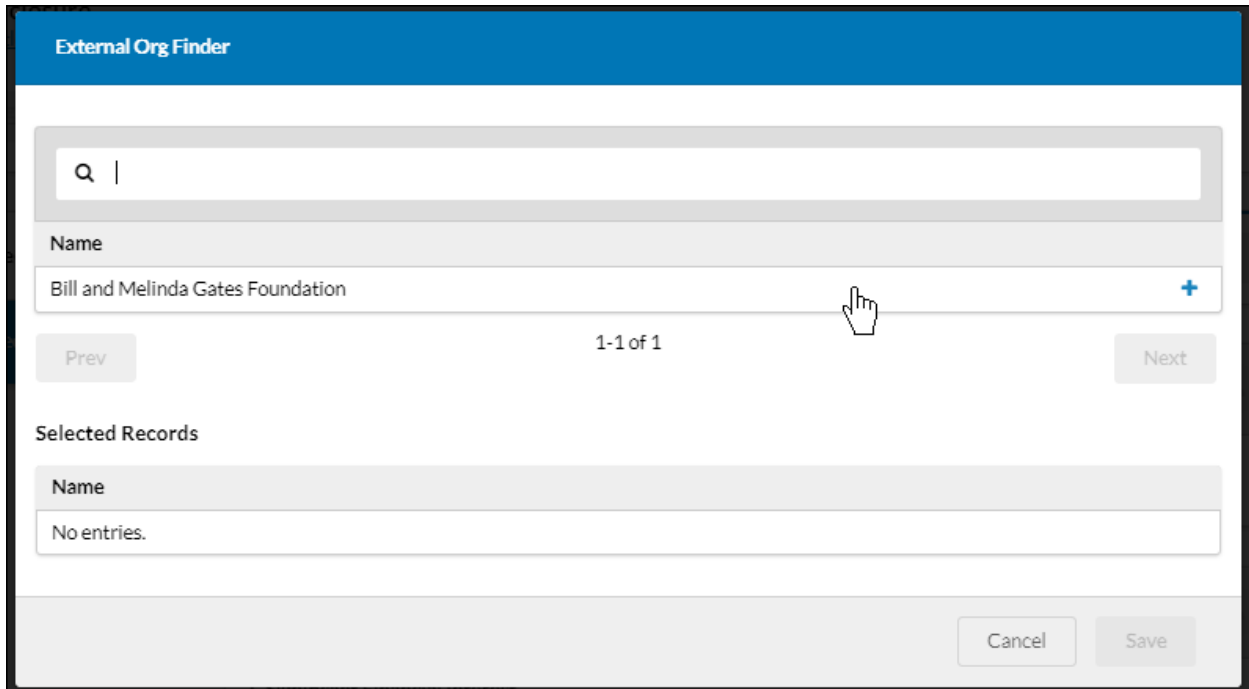 External Org Finder
Name
Bill and Melinda Gates Foundation
Prev
1-1 of 1
Next
Selected Records
Name
No entries.
Cancel
Save